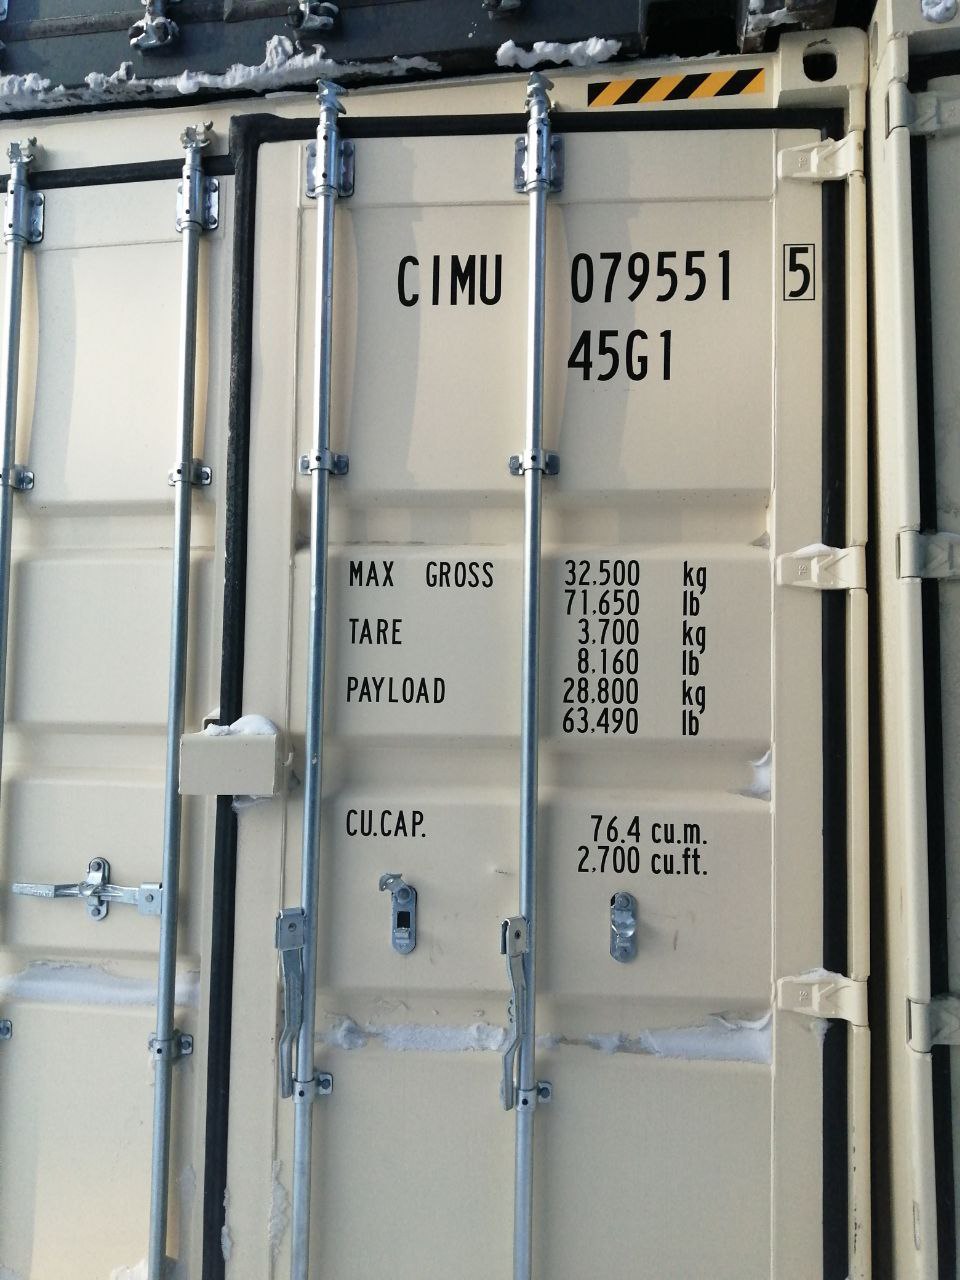 CIMU 079551 5
45G1
MAX GROSS 32.500 kg
71.650 lb
TARE 3.700 kg
8.160 lb
PAYLOAD 28.800 kg
63.490 lb
CU.CAP. 76.4 cu.m.
2.700 cu.ft.